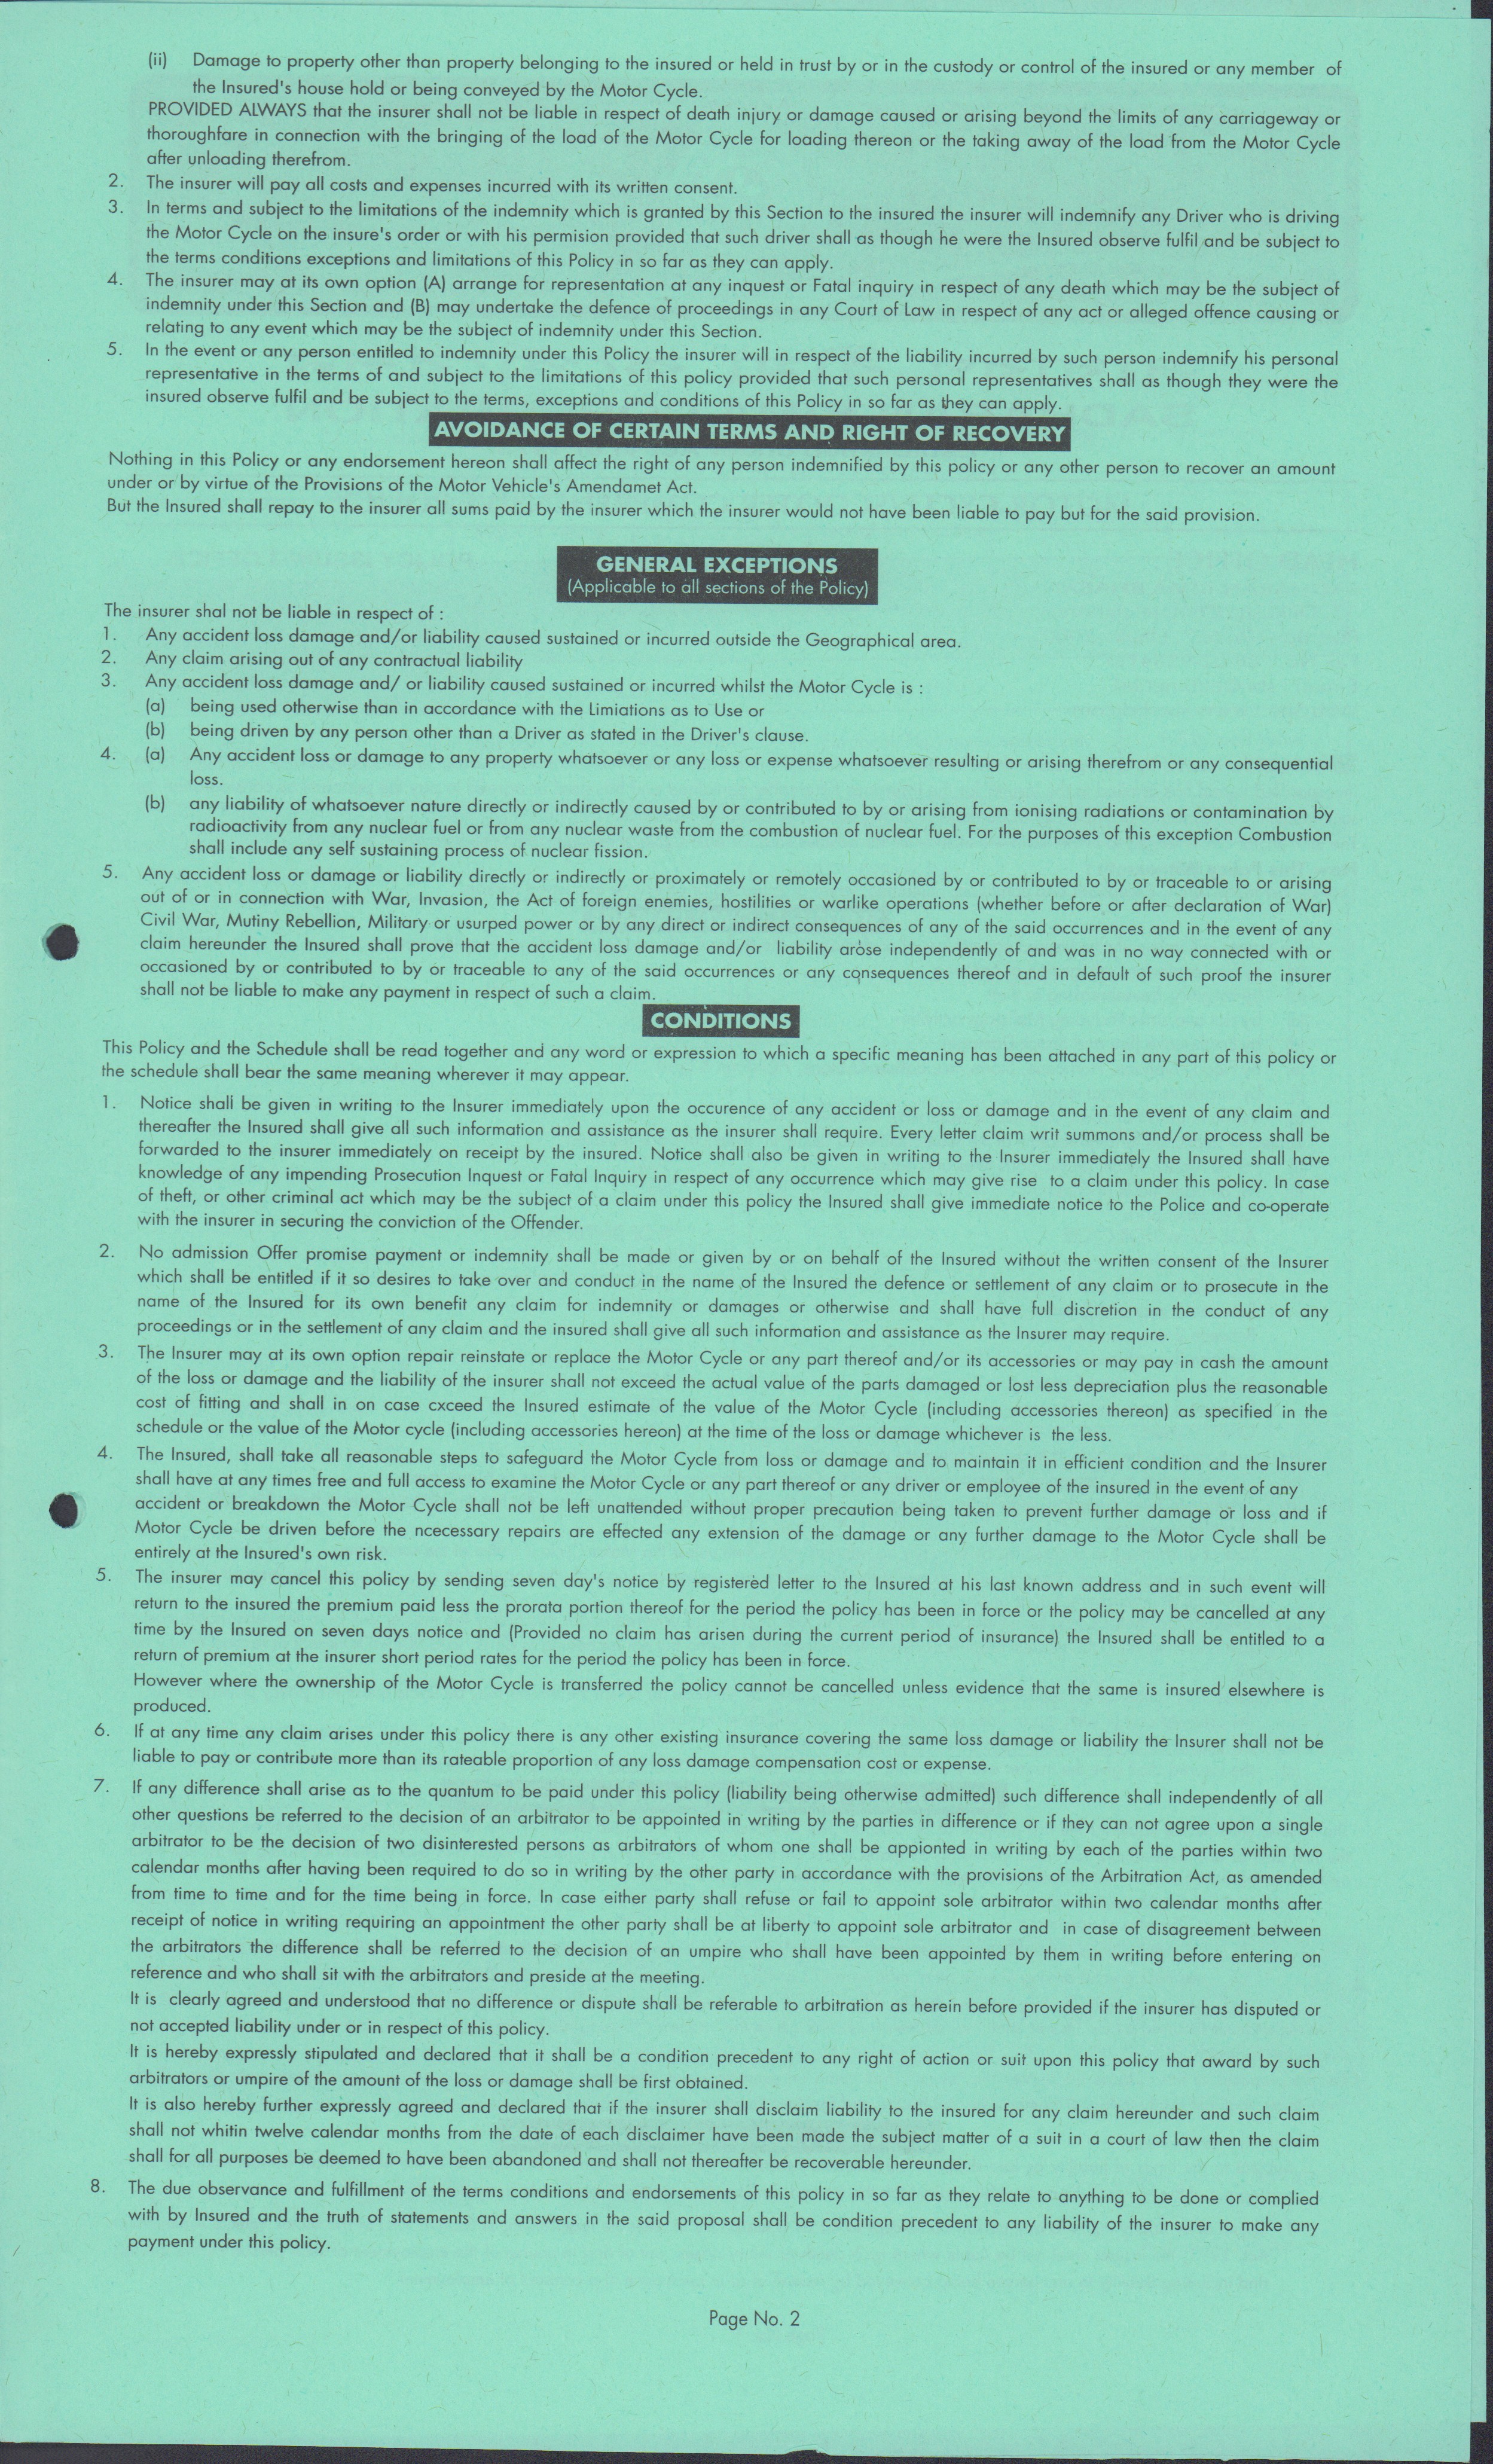 (ii) Damage to property other than property belonging to the insured or held in trust by or in the custody or control of the insured or any member of
the Insured's house hold or being conveyed by the Motor Cycle.
PROVIDED ALWAYS that the insurer shall not be liable in respect of death injury or damage caused or arising beyond the limits of any carriageway or
thoroughfare in connection with the bringing of the load of the Motor Cycle for loading thereon or the taking away of the load from the Motor Cycle
after unloading therefrom.
2. The insurer will pay all costs and expenses incurred with its written consent.
3. In terms and subject to the limitations of the indemnity which is granted by this Section to the insured the insurer will indemnify any Driver who is driving
the Motor Cycle on the insure's order or with his permision provided that such driver shall as though he were the Insured observe fulfil and be subject to
the terms conditions exceptions and limitations of this Policy in so far as they can apply.
4. The insurer may at its own option (A) arrange for representation at any inquest or Fatal inquiry in respect of any death which may be the subject of
indemnity under this Section and (B) may undertake the defence of proceedings in any Court of Law in respect of any act or alleged offence causing or
relating to any event which may be the subject of indemnity under this Section.
5. In the event or any person entitled to indemnity under this Policy the insurer will in respect of the liability incurred by such person indemnify his personal
representative in the terms of and subject to the limitations of this policy provided that such personal representatives shall as though they were the
insured observe fulfil and be subject to the terms, exceptions and conditions of this Policy in so far as they can apply.
AVOIDANCE OF CERTAIN TERMS AND RIGHT OF RECOVERY
Nothing in this Policy or any endorsement hereon shall affect the right of any person indemnified by this policy or any other person to recover an amount
under or by virtue of the Provisions of the Motor Vehicle's Amendamet Act.
But the Insured shall repay to the insurer all sums paid by the insurer which the insurer would not have been liable to pay but for the said provision.
GENERAL EXCEPTIONS
(Applicable to all sections of the Policy)
The insurer shal not be liable in respect of :
1. Any accident loss damage and/or liability caused sustained or incurred outside the Geographical area.
2. Any claim arising out of any contractual liability
3. Any accident loss damage and/ or liability caused sustained or incurred whilst the Motor Cycle is :
(a) being used otherwise than in accordance with the Limiations as to Use or
(b) being driven by any person other than a Driver as stated in the Driver's clause.
4. (a) Any accident loss or damage to any property whatsoever or any loss or expense whatsoever resulting or arising therefrom or any consequential
loss.
(b) any liability of whatsoever nature directly or indirectly caused by or contributed to by or arising from ionising radiations or contamination by
radioactivity from any nuclear fuel or from any nuclear waste from the combustion of nuclear fuel. For the purposes of this exception Combustion
shall include any self sustaining process of nuclear fission.
5. Any accident loss or damage or liability directly or indirectly or proximately or remotely occasioned by or contributed to by or traceable to or arising
out of or in connection with War, Invasion, the Act of foreign enemies, hostilities or warlike operations (whether before or after declaration of War)
Civil War, Mutiny Rebellion, Military or usurped power or by any direct or indirect consequences of any of the said occurrences and in the event of any
claim hereunder the Insured shall prove that the accident loss damage and/or liability arose independently of and was in no way connected with or
occasioned by or contributed to by or traceable to any of the said occurrences or any consequences thereof and in default of such proof the insurer
shall not be liable to make any payment in respect of such a claim.
CONDITIONS
This Policy and the Schedule shall be read together and any word or expression to which a specific meaning has been attached in any part of this policy or
the schedule shall bear the same meaning wherever it may appear.
1. Notice shall be given in writing to the Insurer immediately upon the occurence of any accident or loss or damage and in the event of any claim and
thereafter the Insured shall give all such information and assistance as the insurer shall require. Every letter claim writ summons and/or process shall be
forwarded to the insurer immediately on receipt by the insured. Notice shall also be given in writing to the Insurer immediately the Insured shall have
knowledge of any impending Prosecution Inquest or Fatal Inquiry in respect of any occurrence which may give rise to a claim under this policy. In case
of theft, or other criminal act which may be the subject of a claim under this policy the Insured shall give immediate notice to the Police and co-operate
with the insurer in securing the conviction of the Offender.
2. No admission Offer promise payment or indemnity shall be made or given by or on behalf of the Insured without the written consent of the Insurer
which shall be entitled if it so desires to take over and conduct in the name of the Insured the defence or settlement of any claim or to prosecute in the
name of the Insured for its own benefit any claim for indemnity or damages or otherwise and shall have full discretion in the conduct of any
proceedings or in the settlement of any claim and the insured shall give all such information and assistance as the Insurer may require.
3. The Insurer may at its own option repair reinstate or replace the Motor Cycle or any part thereof and/or its accessories or may pay in cash the amount
of the loss or damage and the liability of the insurer shall not exceed the actual value of the parts damaged or lost less depreciation plus the reasonable
cost of fitting and shall in on case cxceed the Insured estimate of the value of the Motor Cycle (including accessories thereon) as specified in the
schedule or the value of the Motor cycle (including accessories hereon) at the time of the loss or damage whichever is the less.
4. The Insured, shall take all reasonable steps to safeguard the Motor Cycle from loss or damage and to maintain it in efficient condition and the Insurer
shall have at any times free and full access to examine the Motor Cycle or any part thereof or any driver or employee of the insured in the event of any
accident or breakdown the Motor Cycle shall not be left unattended without proper precaution being taken to prevent further damage or loss and if
Motor Cycle be driven before the ncecessary repairs are effected any extension of the damage or any further damage to the Motor Cycle shall be
entirely at the Insured's own risk.
5. The insurer may cancel this policy by sending seven day's notice by registered letter to the Insured at his last known address and in such event will
return to the insured the premium paid less the prorata portion thereof for the period the policy has been in force or the policy may be cancelled at any
time by the Insured on seven days notice and (Provided no claim has arisen during the current period of insurance) the Insured shall be entitled to a
return of premium at the insurer short period rates for the period the policy has been in force.
However where the ownership of the Motor Cycle is transferred the policy cannot be cancelled unless evidence that the same is insured elsewhere is
produced.
6. If at any time any claim arises under this policy there is any other existing insurance covering the same loss damage or liability the Insurer shall not be
liable to pay or contribute more than its rateable proportion of any loss damage compensation cost or expense.
7. If any difference shall arise as to the quantum to be paid under this policy (liability being otherwise admitted) such difference shall independently of all
other questions be referred to the decision of an arbitrator to be appointed in writing by the parties in difference or if they can not agree upon a single
arbitrator to be the decision of two disinterested persons as arbitrators of whom one shall be appionted in writing by each of the parties within two
calendar months after having been required to do so in writing by the other party in accordance with the provisions of the Arbitration Act, as amended
from time to time and for the time being in force. In case either party shall refuse or fail to appoint sole arbitrator within two calendar months after
receipt of notice in writing requiring an appointment the other party shall be at liberty to appoint sole arbitrator and in case of disagreement between
the arbitrators the difference shall be referred to the decision of an umpire who shall have been appointed by them in writing before entering on
reference and who shall sit with the arbitrators and preside at the meeting.
It is clearly agreed and understood that no difference or dispute shall be referable to arbitration as herein before provided if the insurer has disputed or
not accepted liability under or in respect of this policy.
It is hereby expressly stipulated and declared that it shall be a condition precedent to any right of action or suit upon this policy that award by such
arbitrators or umpire of the amount of the loss or damage shall be first obtained.
It is also hereby further expressly agreed and declared that if the insurer shall disclaim liability to the insured for any claim hereunder and such claim
shall not whitin twelve calendar months from the date of each disclaimer have been made the subject matter of a suit in a court of law then the claim
shall for all purposes be deemed to have been abandoned and shall not thereafter be recoverable hereunder.
8. The due observance and fulfillment of the terms conditions and endorsements of this policy in so far as they relate to anything to be done or complied
with by Insured and the truth of statements and answers in the said proposal shall be condition precedent to any liability of the insurer to make any
payment under this policy.
Page No. 2